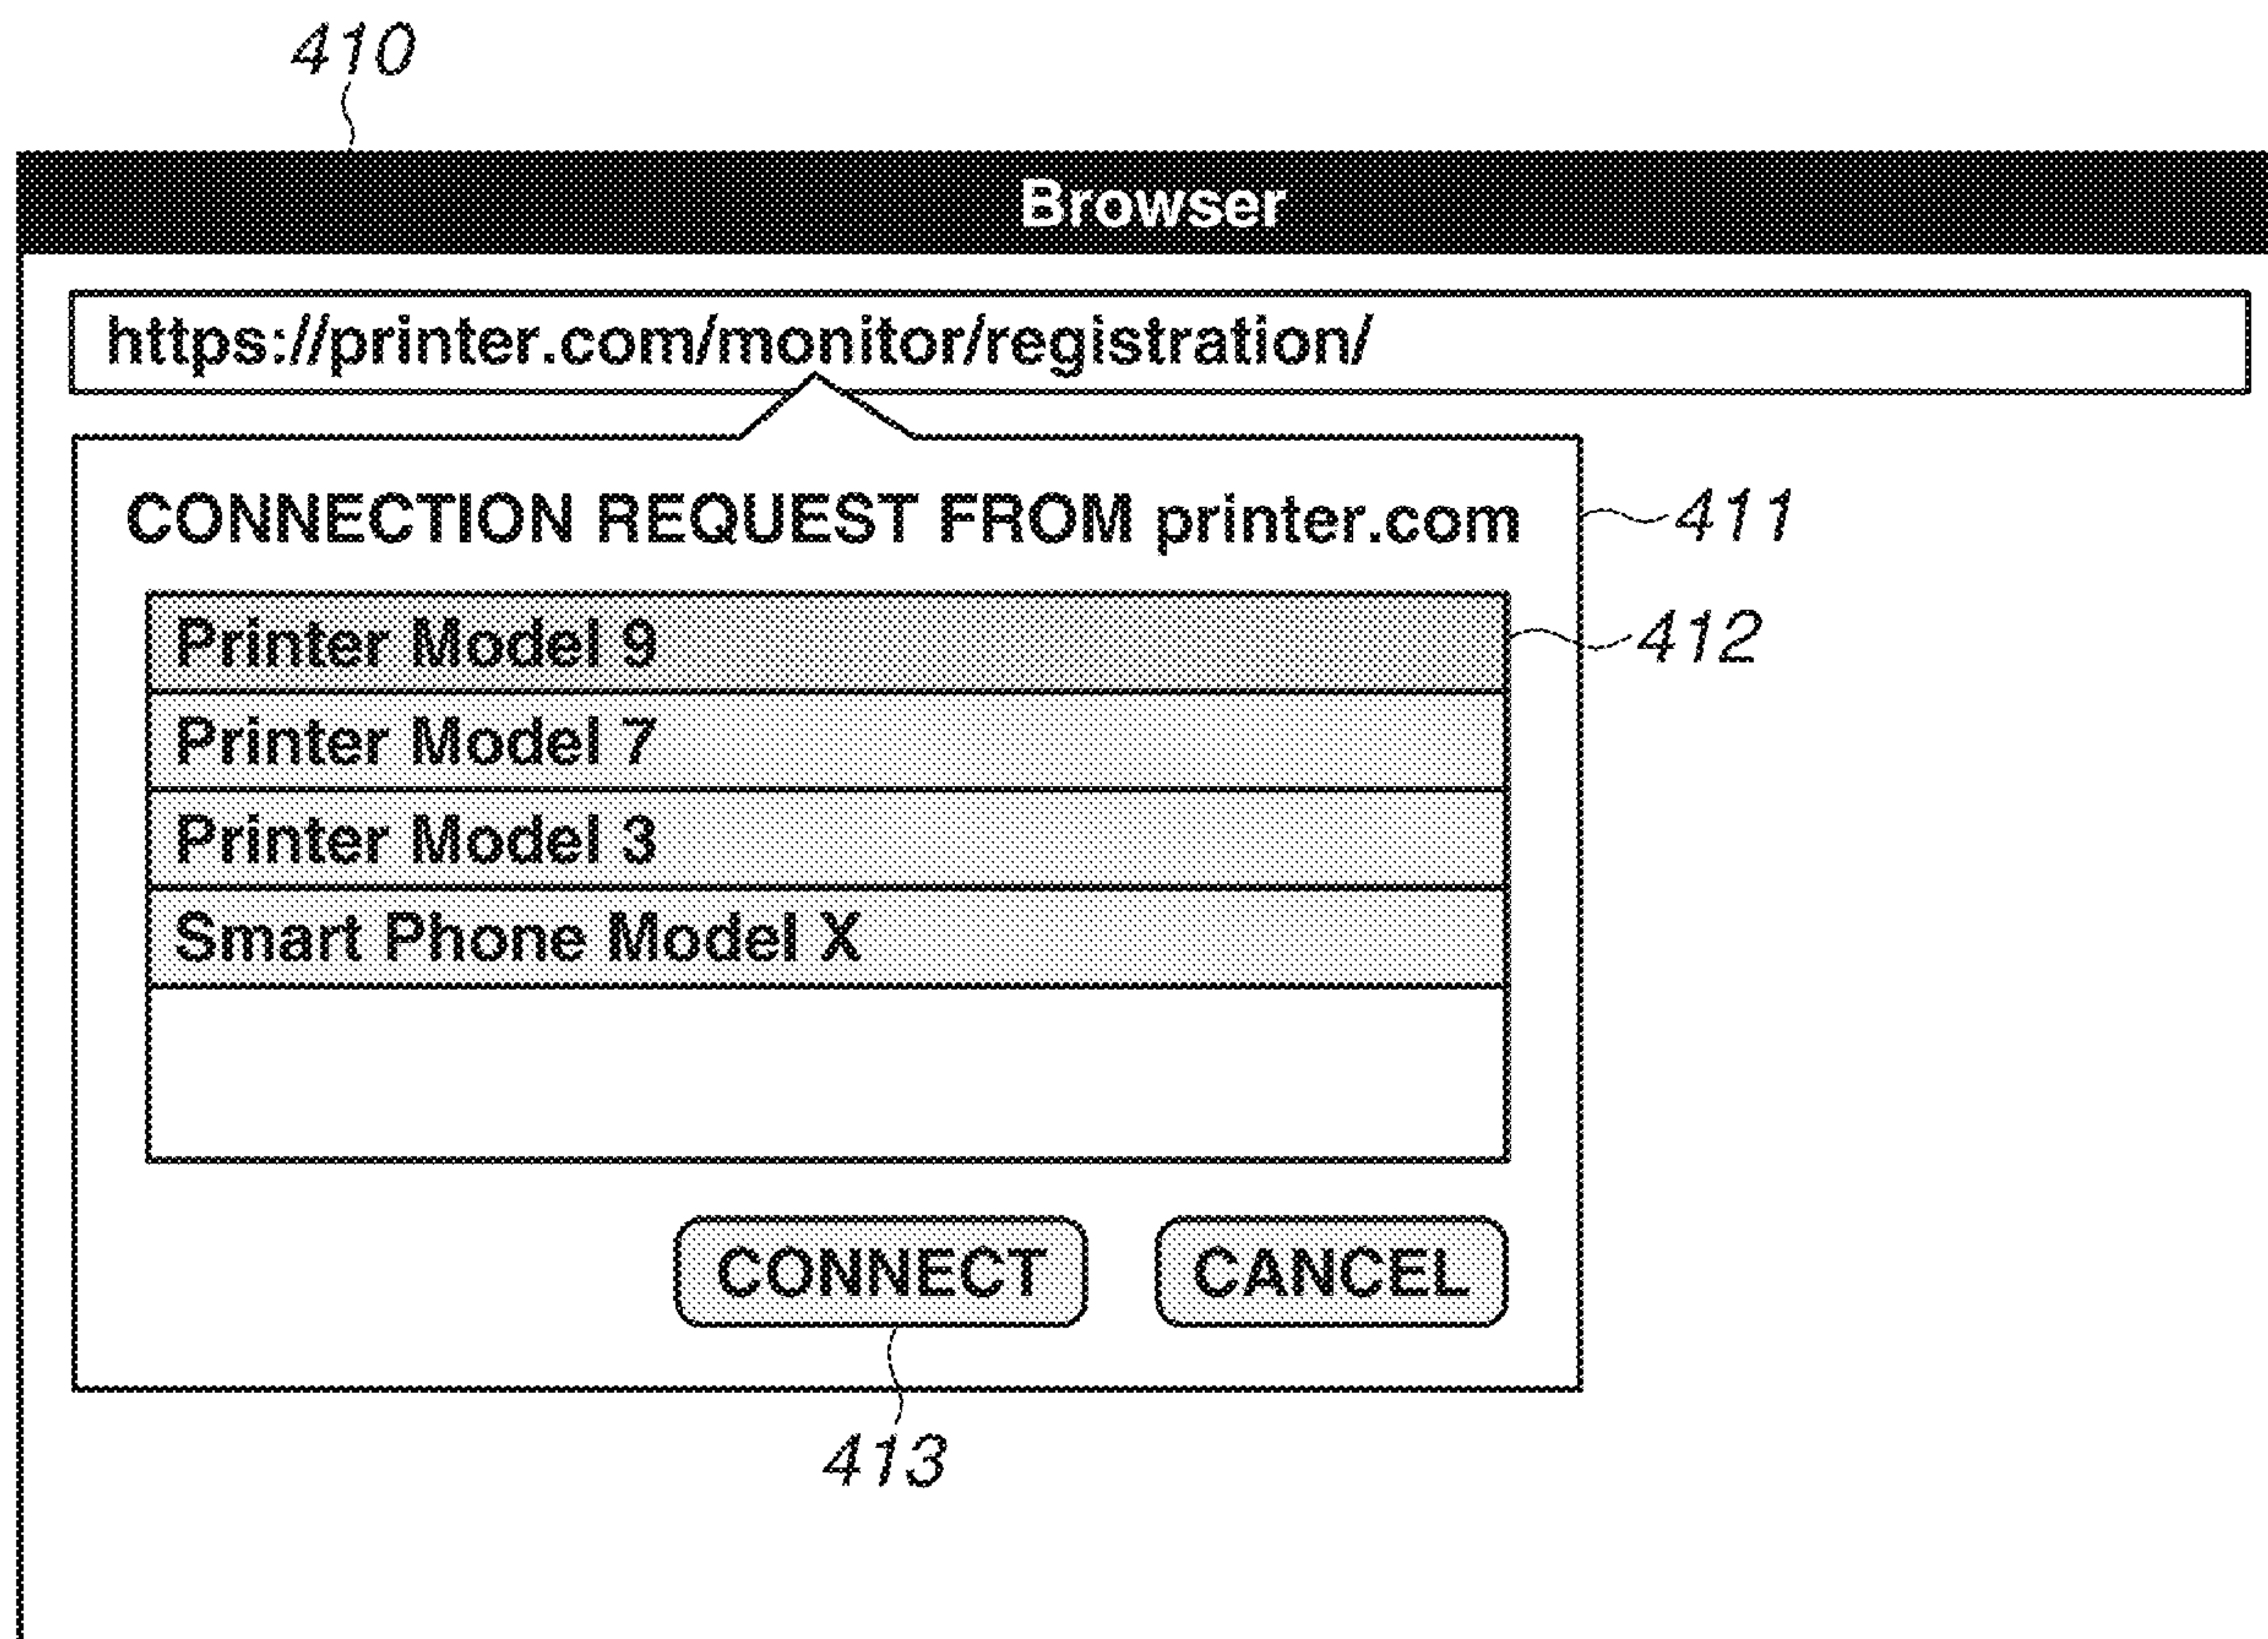 410
Browser
https://printer.com/monitor/registration/
CONNECTION REQUEST FROM printer.com
411
Printer Model 9
412
Printer Model 7
Printer Model 3
Smart Phone Model X
CONNECT
CANCEL
413